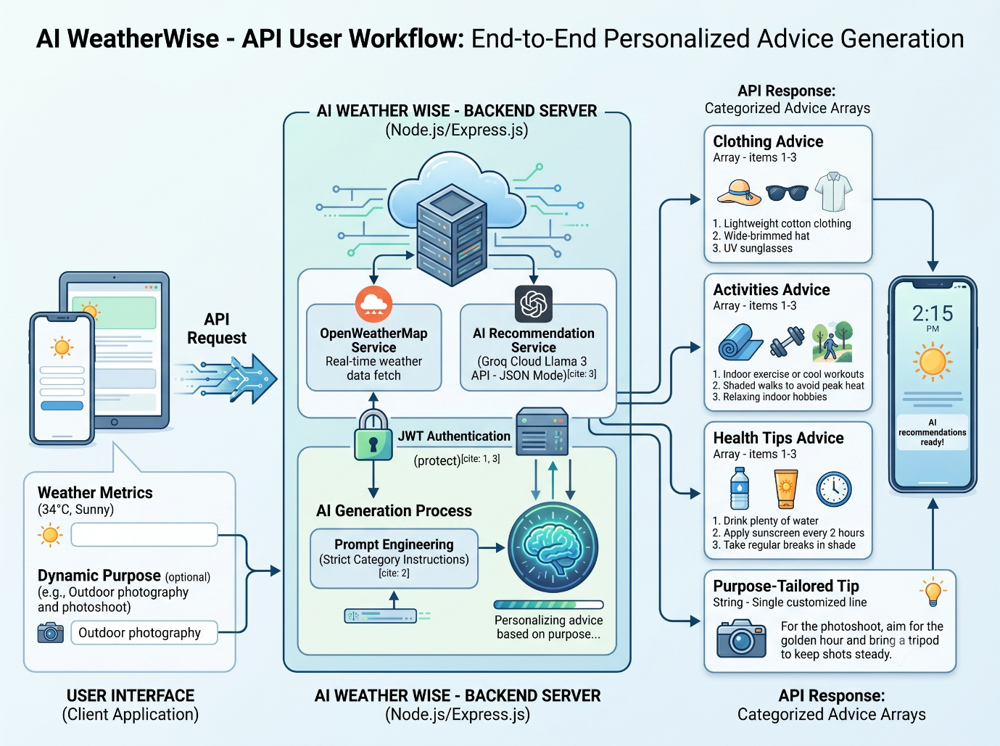 AI WeatherWise - API User Workflow: End-to-End Personalized Advice Generation
API
Request
Weather Metrics
(34°C, Sunny)
Dynamic Purpose (optional)
(e.g., Outdoor photography
and photoshoot)
Outdoor photography
USER INTERFACE
(Client Application)
AI WEATHER WISE - BACKEND SERVER
(Node.js/Express.js)
OpenWeatherMap
Service
Real-time weather
data fetch
AI Recommendation
Service
(Groq Cloud Llama 3
API - JSON Mode)[cite: 3]
JWT Authentication
(protect)[cite: 1, 3]
AI Generation Process
Prompt Engineering
(Strict Category Instructions)
[cite: 2]
Personalizing advice
based on purpose...
AI WEATHER WISE - BACKEND SERVER
(Node.js/Express.js)
API Response:
Categorized Advice Arrays
Clothing Advice
Array - items 1-3
1. Lightweight cotton clothing
2. Wide-brimmed hat
3. UV sunglasses
Activities Advice
Array - items 1-3
1. Indoor exercise or cool workouts
2. Shaded walks to avoid peak heat
3. Relaxing indoor hobbies
Health Tips Advice
Array - items 1-3
1. Drink plenty of water
2. Apply sunscreen every 2 hours
3. Take regular breaks in shade
Purpose-Tailored Tip
String - Single customized line
For the photoshoot, aim for the
golden hour and bring a tripod
to keep shots steady.
API Response:
Categorized Advice Arrays
2:15
PM
AI
recommendations
ready!